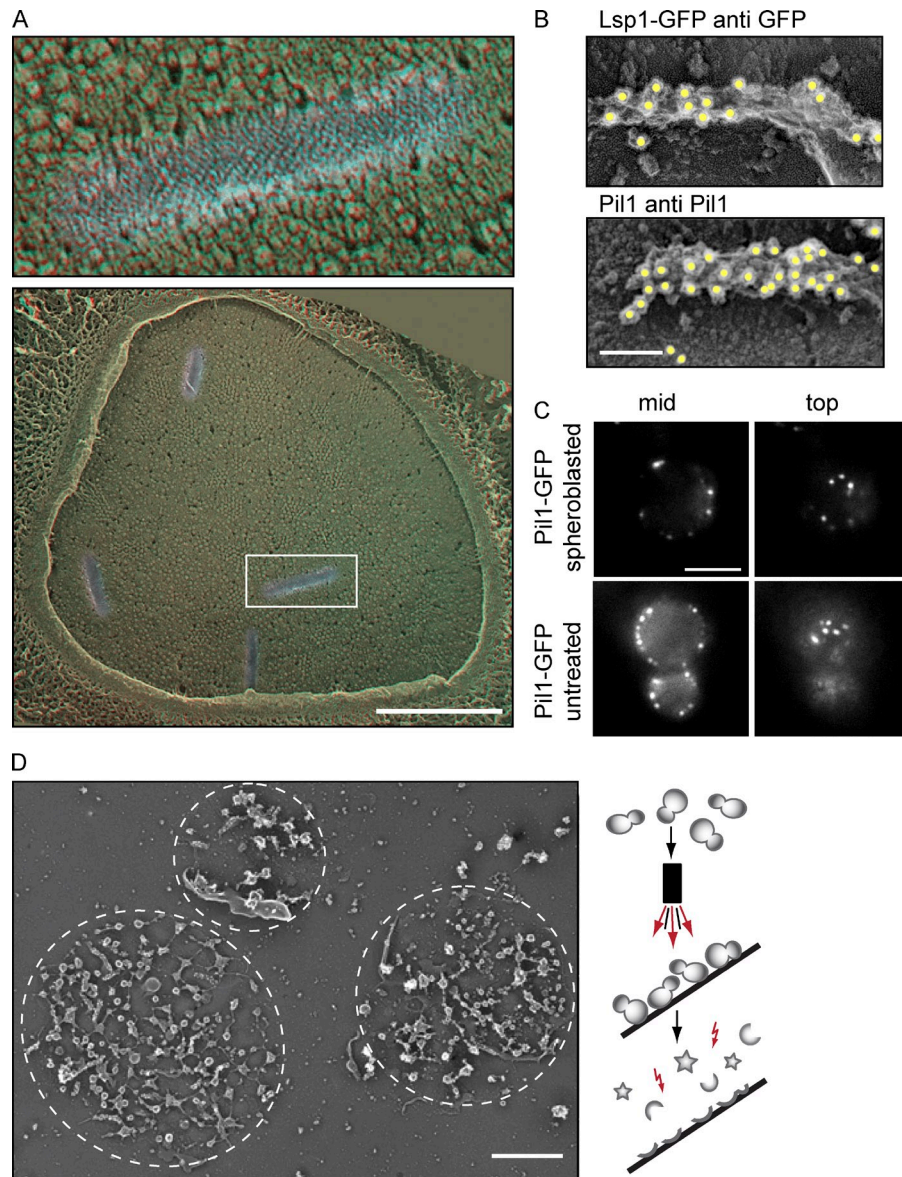 A
B
Lsp1-GFP anti GFP
Pil1 anti Pil1
C
mid
top
Pil1-GFP
spheroblasted
Pil1-GFP
untreated
D